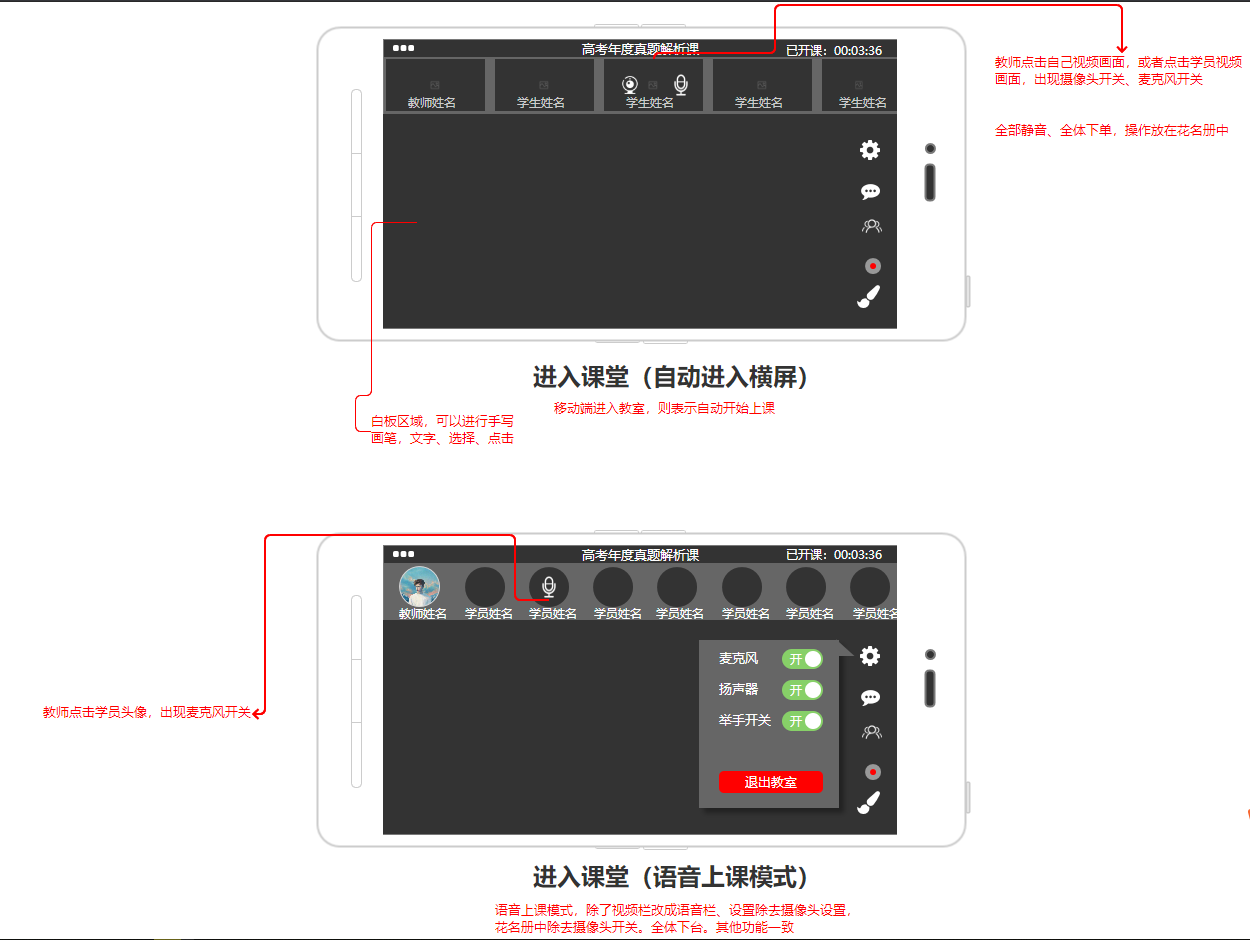 高考年度真题解析课
已开课：00:03:36
教师姓名
学生姓名
学生姓名
学生姓名
学生姓名
教师点击自己视频画面，或者点击学员视频
画面，出现摄像头开关、麦克风开关
全部静音、全体下单，操作放在花名册中
进入课堂（自动进入横屏）
移动端进入教室，则表示自动开始上课
白板区域，可以进行手写
画笔，文字、选择、点击
高考年度真题解析课
已开课：00:03:36
教师姓名
学员姓名
学员姓名
学员姓名
学员姓名
学员姓名
学员姓名
学员姓名
麦克风
开
扬声器
开
举手开关
开
退出教室
教师点击学员头像，出现麦克风开关
进入课堂（语音上课模式）
语音上课模式，除了视频栏改成语音栏、设置除去摄像头设置，
花名册中除去摄像头开关。全体下台。其他功能一致